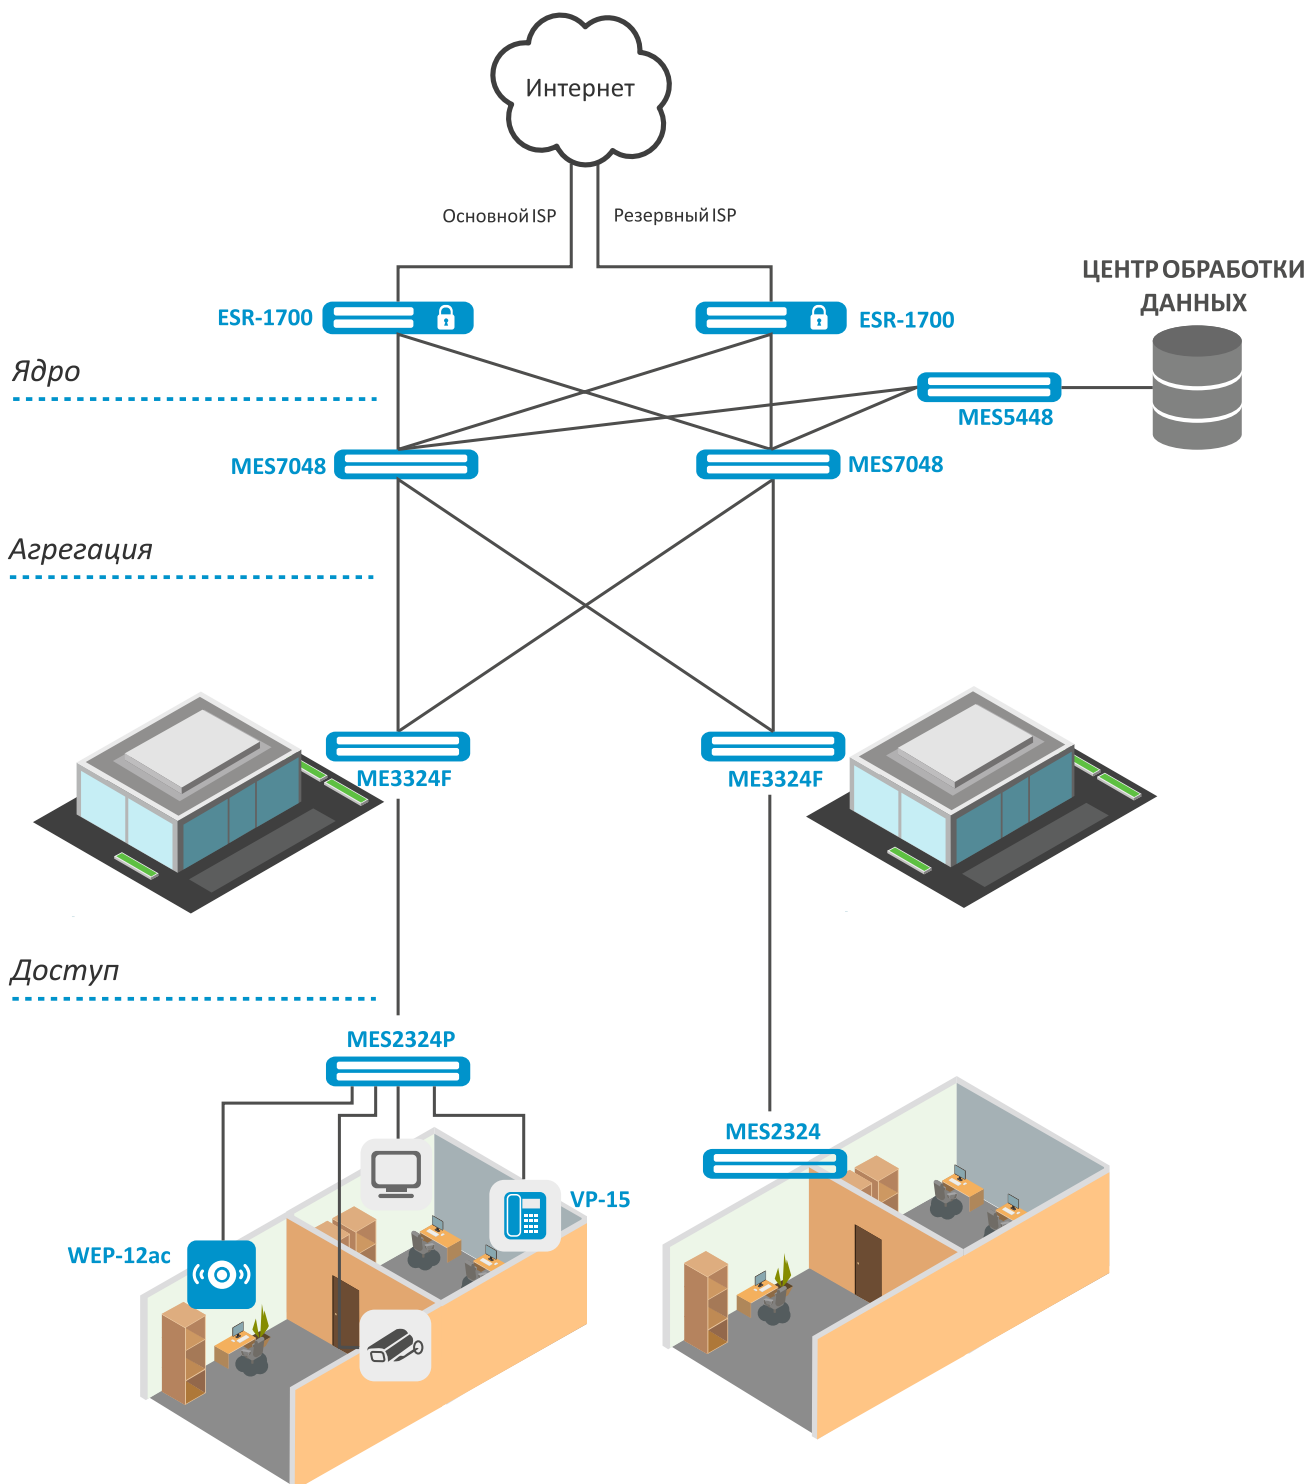 Интернет
Основной ISP
Резервный ISP
ЦЕНТР ОБРАБОТКИ
ДАННЫХ
ESR-1700
ESR-1700
Ядро
MES5448
MES7048
MES7048
Агрегация
ME3324F
ME3324F
Доступ
MES2324P
MES2324
VP-15
WEP-12ac